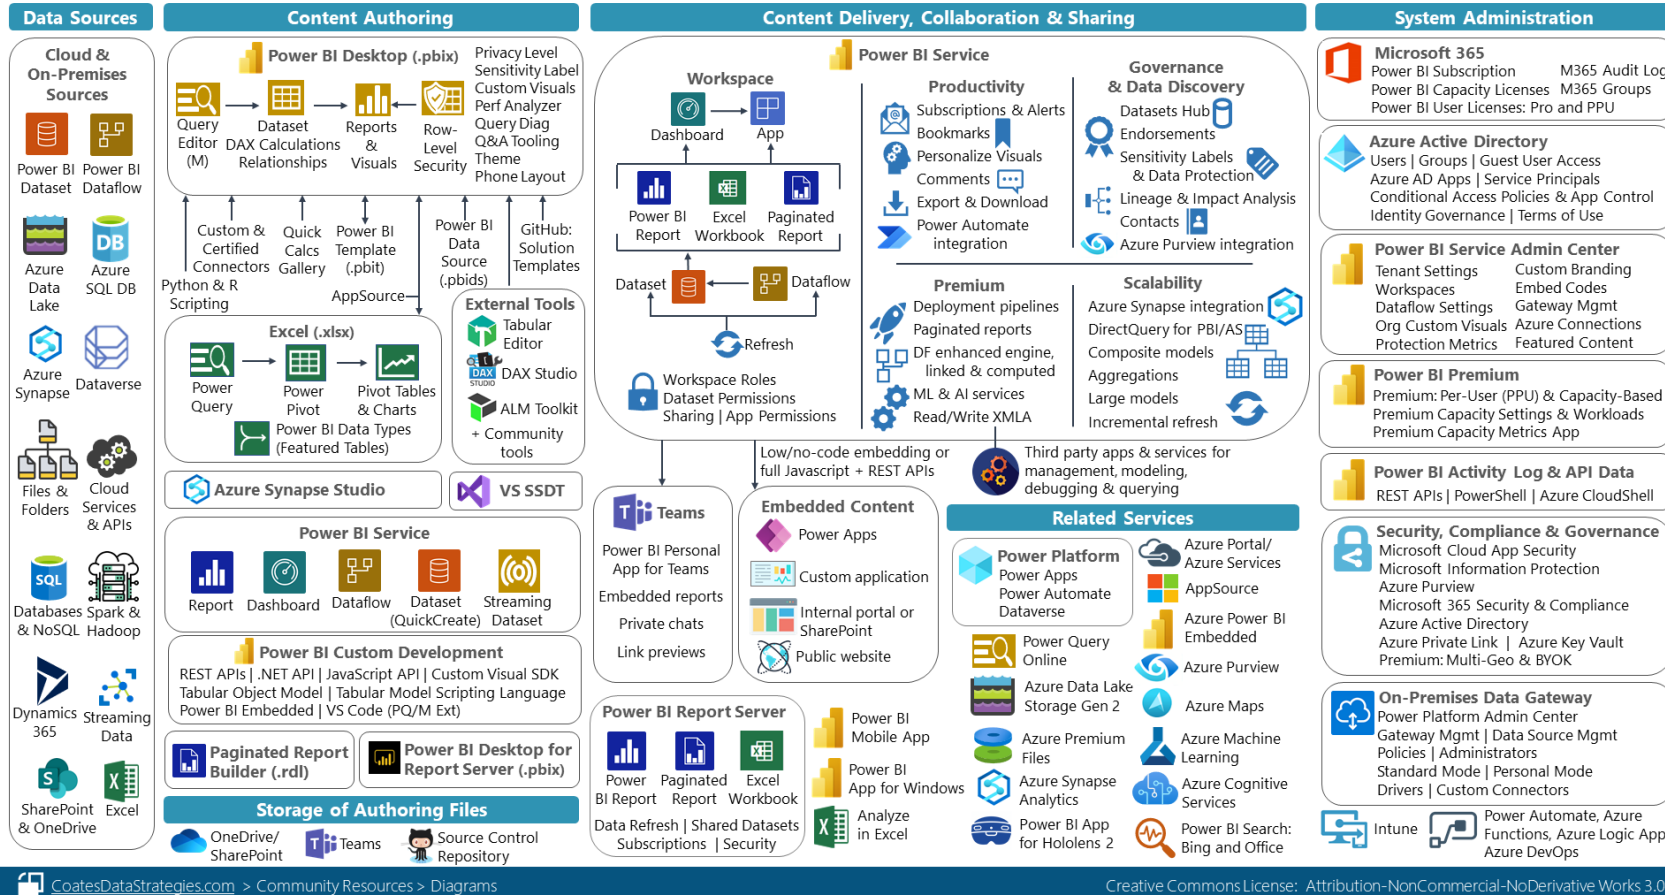 Data Sources
Cloud &
On-Premises
Sources
Power BI
Dataset
Power BI
Dataflow
Azure
Data
Lake
Azure
SQL DB
Azure
Synapse
Dataverse
Files &
Folders
Cloud
Services
& APIs
SQL
Databases
& NoSQL
Spark &
Hadoop
Dynamics
365
Streaming
Data
SharePoint
& OneDrive
Excel
Content Authoring
Power BI Desktop (.pbix)
Query
Editor
(M)
Dataset
DAX Calculations
Relationships
Reports
&
Visuals
Row-
Level
Security
Privacy Level
Sensitivity Label
Custom Visuals
Perf Analyzer
Query Diag
Q&A Tooling
Theme
Phone Layout
Python & R
Scripting
Custom &
Certified
Connectors
Quick
Calcs
Gallery
Power BI
Template
(.pbit)
AppSource
Power BI
Data
Source
(.pbids)
GitHub:
Solution
Templates
Excel (.xlsx)
Power
Query
Power
Pivot
Pivot Tables
& Charts
Power BI Data Types
(Featured Tables)
External Tools
Tabular
Editor
DAX
STUDIO
DAX Studio
ALM Toolkit
+ Community
tools
Azure Synapse Studio
VS SSDT
Power BI Service
Report
Dashboard
Dataflow
Dataset
(QuickCreate)
Streaming
Dataset
Power BI Custom Development
REST APIs | .NET API | JavaScript API | Custom Visual SDK
Tabular Object Model | Tabular Model Scripting Language
Power BI Embedded | VS Code (PQ/M Ext)
Paginated Report
Builder (.rdl)
Power BI Desktop for
Report Server (.pbix)
Storage of Authoring Files
OneDrive/
SharePoint
Teams
Source Control
Repository
Content Delivery, Collaboration & Sharing
Power BI Service
Workspace
Dashboard
App
Power BI
Report
Excel
Workbook
Paginated
Report
Dataset
Dataflow
Refresh
Workspace Roles
Dataset Permissions
Sharing | App Permissions
Productivity
Subscriptions & Alerts
Bookmarks
Personalize Visuals
Comments
Export & Download
Power Automate
integration
Governance
& Data Discovery
Datasets Hub
Endorsements
Sensitivity Labels
& Data Protection
Lineage & Impact Analysis
Contacts
Azure Purview integration
Premium
Deployment pipelines
Paginated reports
DF enhanced engine,
linked & computed
ML & AI services
Read/Write XMLA
Scalability
Azure Synapse integration
DirectQuery for PBI/AS
Composite models
Aggregations
Large models
Incremental refresh
Low/no-code embedding or
full Javascript + REST APIs
Third party apps & services for
management, modeling,
debugging & querying
Teams
Power BI Personal
App for Teams
Embedded reports
Private chats
Link previews
Embedded Content
Power Apps
Custom application
Internal portal or
SharePoint
Public website
Power BI Report Server
Power
BI Report
Paginated
Report
Excel
Workbook
Data Refresh | Shared Datasets
Subscriptions | Security
Power BI
Mobile App
Power BI
App for Windows
Analyze
in Excel
Related Services
Power Platform
Power Apps
Power Automate
Dataverse
Power Query
Online
Azure Data Lake
Storage Gen 2
Azure Premium
Files
Azure Synapse
Analytics
Power BI App
for Hololens 2
Azure Portal/
Azure Services
AppSource
Azure Power BI
Embedded
Azure Purview
Azure Maps
Azure Machine
Learning
Azure Cognitive
Services
Power BI Search:
Bing and Office
System Administration
Microsoft 365
Power BI Subscription
M365 Audit Log
Power BI Capacity Licenses
M365 Groups
Power BI User Licenses: Pro and PPU
Azure Active Directory
Users | Groups | Guest User Access
Azure AD Apps | Service Principals
Conditional Access Policies & App Control
Identity Governance | Terms of Use
Power BI Service Admin Center
Tenant Settings
Workspaces
Dataflow Settings
Org Custom Visuals
Protection Metrics
Custom Branding
Embed Codes
Gateway Mgmt
Azure Connections
Featured Content
Power BI Premium
Premium: Per-User (PPU) & Capacity-Based
Premium Capacity Settings & Workloads
Premium Capacity Metrics App
Power BI Activity Log & API Data
REST APIs | PowerShell | Azure CloudShell
Security, Compliance & Governance
Microsoft Cloud App Security
Microsoft Information Protection
Azure Purview
Microsoft 365 Security & Compliance
Azure Active Directory
Azure Private Link | Azure Key Vault
Premium: Multi-Geo & BYOK
On-Premises Data Gateway
Power Platform Admin Center
Gateway Mgmt | Data Source Mgmt
Policies | Administrators
Standard Mode | Personal Mode
Drivers | Custom Connectors
Intune
Power Automate, Azure
Functions, Azure Logic App
Azure DevOps
CoatesDataStrategies.com > Community Resources > Diagrams
Creative Commons License: Attribution-NonCommercial-NoDerivative Works 3.0